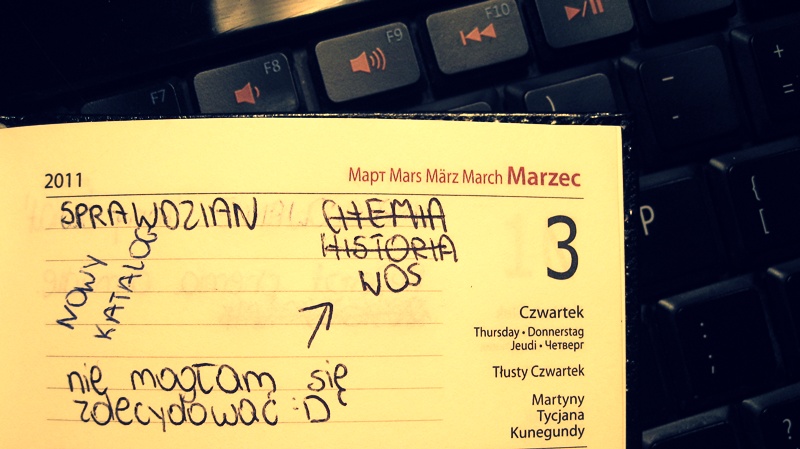 F7
F8
F9
F10
2011 Март Mars März March Marzec
SPRAWDZIAN CHEMIA
HISTORIA
WOS
NOWY
KATALOG
3
Czwartek
Thursday • Donnerstag
Jeudi • Четверг
nie mogłam się
zdecydować :D
Tłusty Czwartek
Martyny
Tycjana
Kunegundy
P
)
-
+
=
{
[
:
;
?